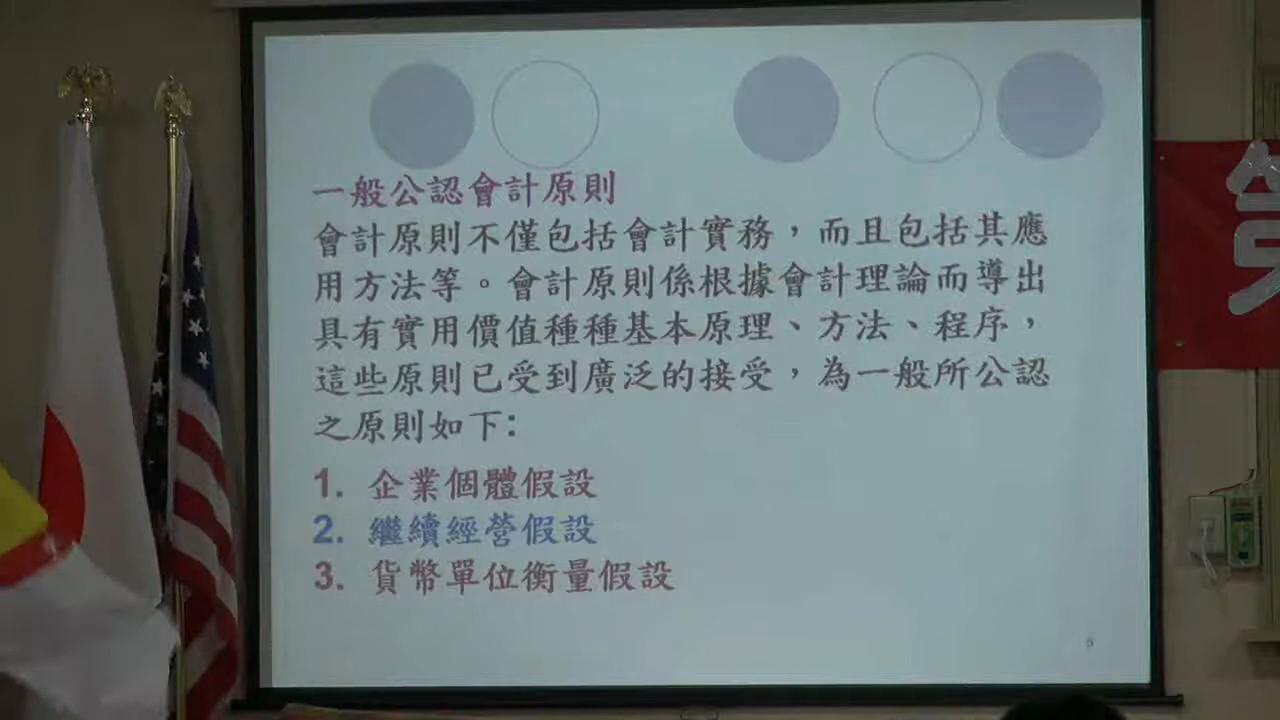 一般公認會計原則
會計原則不僅包括會計實務，而且包括其應
用方法等。會計原則係根據會計理論而導出
具有實用價值種種基本原理、方法、程序，
這些原則已受到廣泛的接受，為一般所公認
之原則如下:
1. 企業個體假設
2. 繼續經營假設
3. 貨幣單位衡量假設